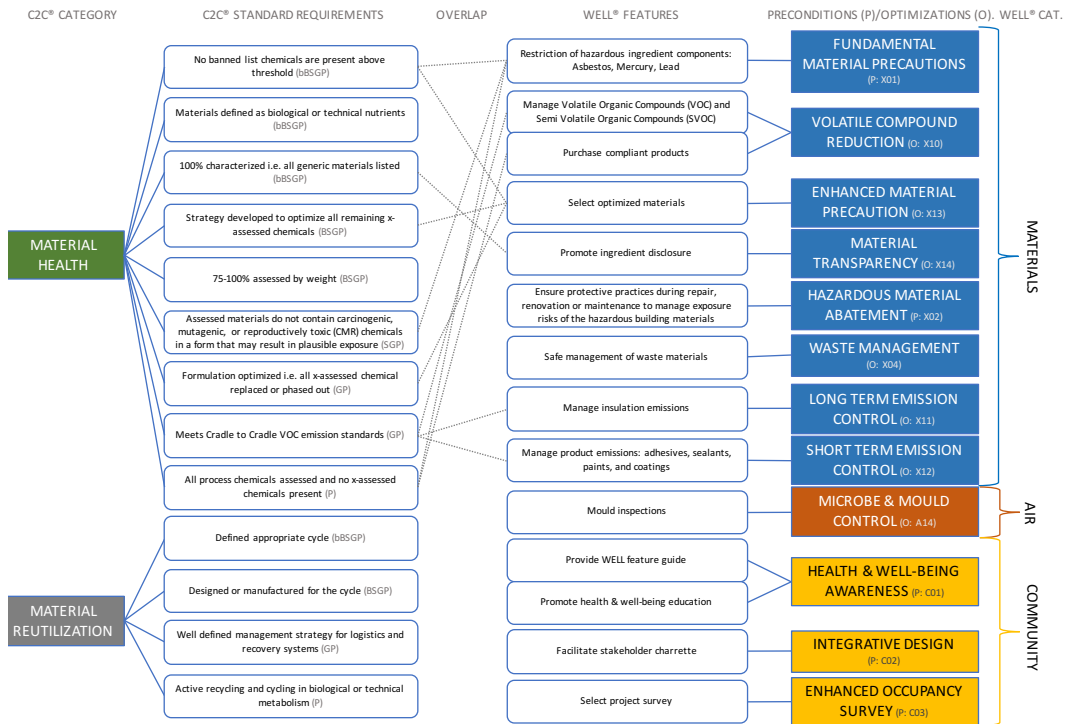 C2C® CATEGORY
C2C® STANDARD REQUIREMENTS
OVERLAP
WELL® FEATURES
PRECONDITIONS (P)/OPTIMIZATIONS (O). WELL® CAT.
MATERIAL
HEALTH
MATERIAL
REUTILIZATION
No banned list chemicals are present above
threshold (bBSGP)
Materials defined as biological or technical nutrients
(bBSGP)
100% characterized i.e. all generic materials listed
(bBSGP)
Strategy developed to optimize all remaining x-
assessed chemicals (BSGP)
75-100% assessed by weight (BSGP)
Assessed materials do not contain carcinogenic,
mutagenic, or reproductively toxic (CMR) chemicals
in a form that may result in plausible exposure (SGP)
Formulation optimized i.e. all x-assessed chemical
replaced or phased out (GP)
Meets Cradle to Cradle VOC emission standards (GP)
All process chemicals assessed and no x-assessed
chemicals present (P)
Defined appropriate cycle (bBSGP)
Designed or manufactured for the cycle (BSGP)
Well defined management strategy for logistics and
recovery systems (GP)
Active recycling and cycling in biological or technical
metabolism (P)
Restriction of hazardous ingredient components:
Asbestos, Mercury, Lead
Manage Volatile Organic Compounds (VOC) and
Semi Volatile Organic Compounds (SVOC)
Purchase compliant products
Select optimized materials
Promote ingredient disclosure
Ensure protective practices during repair,
renovation or maintenance to manage exposure
risks of the hazardous building materials
Safe management of waste materials
Manage insulation emissions
Manage product emissions: adhesives, sealants,
paints, and coatings
Mould inspections
Provide WELL feature guide
Promote health & well-being education
Facilitate stakeholder charrette
Select project survey
FUNDAMENTAL
MATERIAL PRECAUTIONS
(P: X01)
VOLATILE COMPOUND
REDUCTION (O: X10)
ENHANCED MATERIAL
PRECAUTION (O: X13)
MATERIAL
TRANSPARENCY (O: X14)
HAZARDOUS MATERIAL
ABATEMENT (P: X02)
WASTE MANAGEMENT
(O: X04)
LONG TERM EMISSION
CONTROL (O: X11)
SHORT TERM EMISSION
CONTROL (O: X12)
MICROBE & MOULD
CONTROL (O: A14)
HEALTH & WELL-BEING
AWARENESS (P: C01)
INTEGRATIVE DESIGN
(P: C02)
ENHANCED OCCUPANCY
SURVEY (P: C03)
MATERIALS
AIR
COMMUNITY